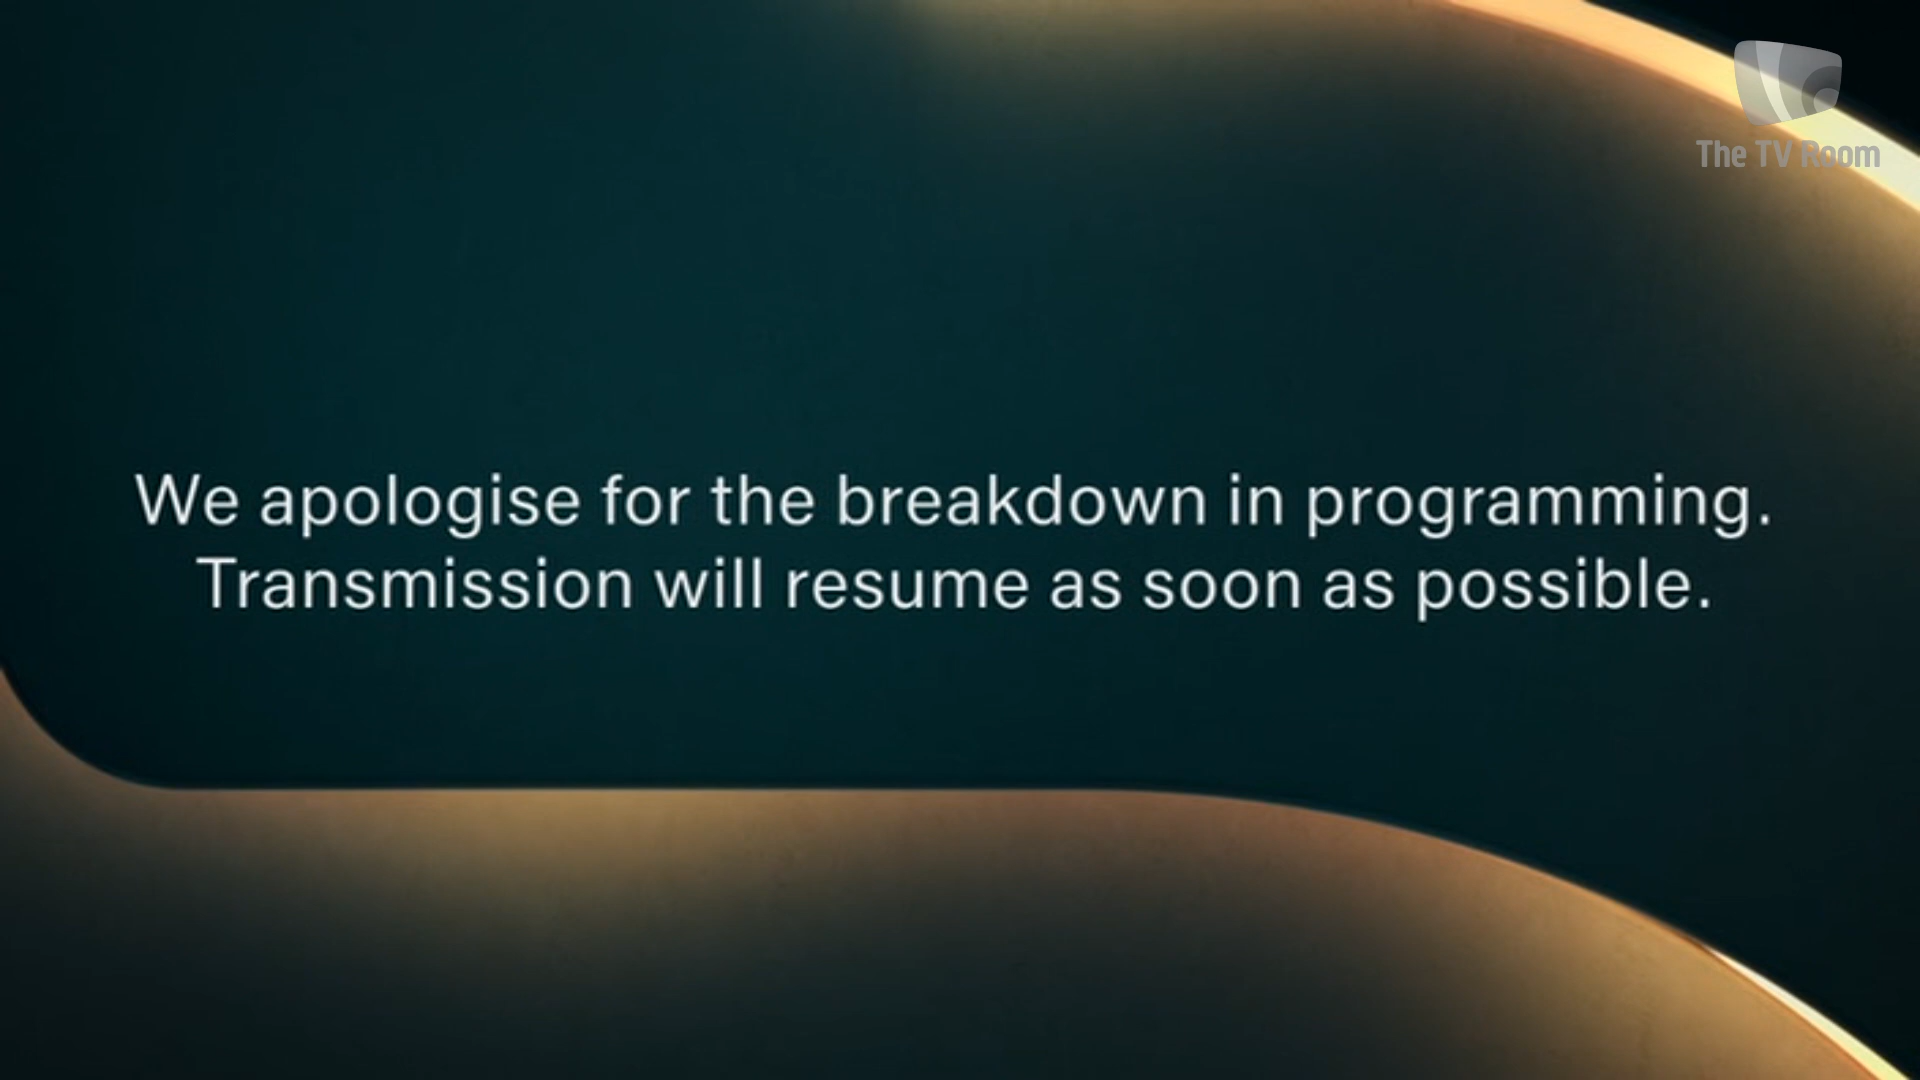 The TV Room
We apologise for the breakdown in programming.
Transmission will resume as soon as possible.